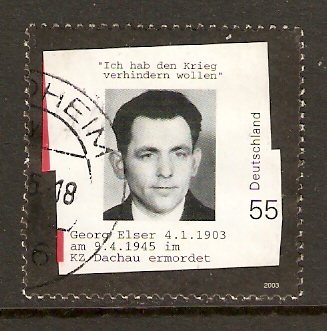 "Ich hab den Krieg
verhindern wollen"
Deutschland
55
Georg Elser 4.1.1903
am 9.4.1945 im
KZ Dachau ermordet
2003